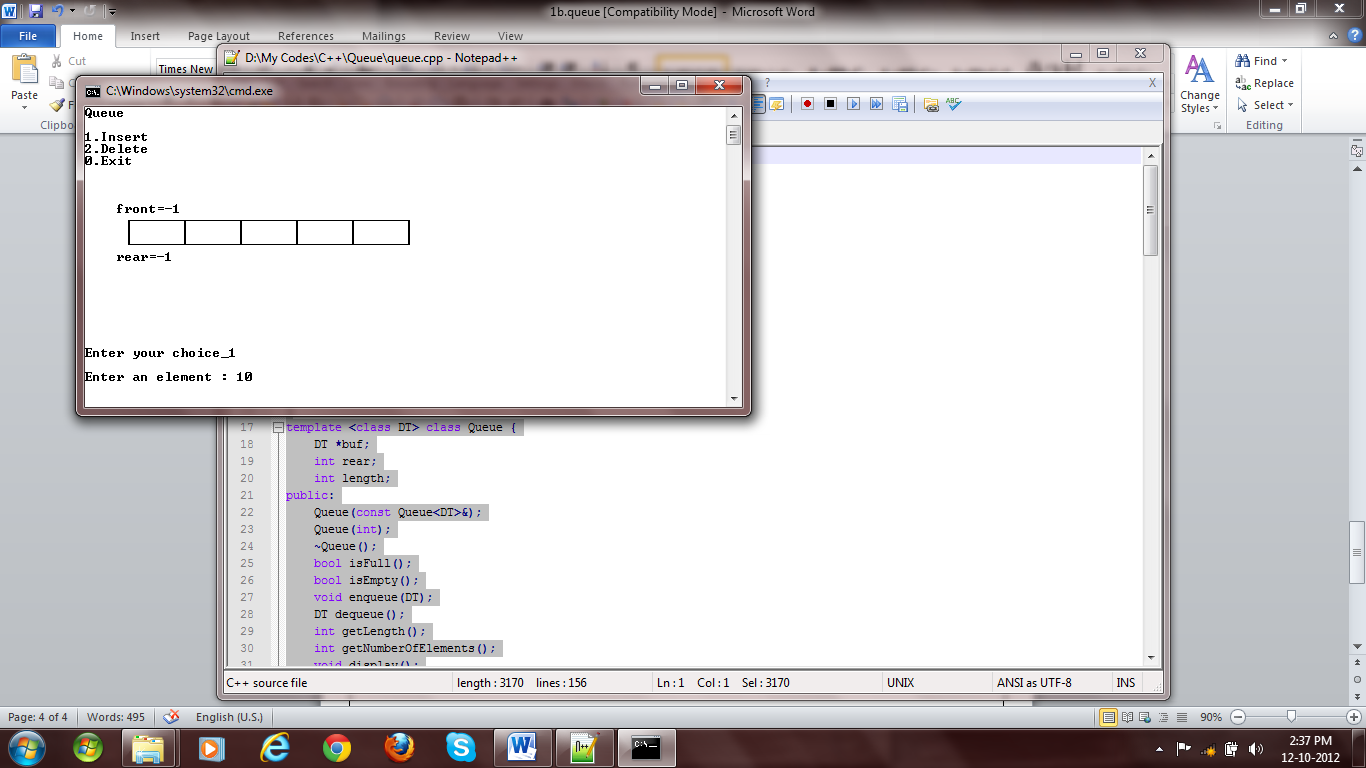 1b.queue [Compatibility Mode] - Microsoft Word
File Home Insert Page Layout References Mailings Review View
Paste
Cut
Times New
Clipbo
Change Styles
Find
Replace
Select
Editing
D:\My Codes\C++\Queue\queue.cpp - Notepad++
? X
ABC
C:\Windows\system32\cmd.exe
Queue
1.Insert
2.Delete
0.Exit
front=-1
rear=-1
Enter your choice_1
Enter an element : 10
17 template <class DT> class Queue {
18 DT *buf;
19 int rear;
20 int length;
21 public:
22 Queue(const Queue<DT>&);
23 Queue(int);
24 ~Queue();
25 bool isFull();
26 bool isEmpty();
27 void enqueue(DT);
28 DT dequeue();
29 int getLength();
30 int getNumberOfElements();
31 void display();
C++ source file length : 3170 lines : 156 Ln : 1 Col : 1 Sel : 3170 UNIX ANSI as UTF-8 INS
Page: 4 of 4 Words: 495 English (U.S.) 90%
2:37 PM
12-10-2012